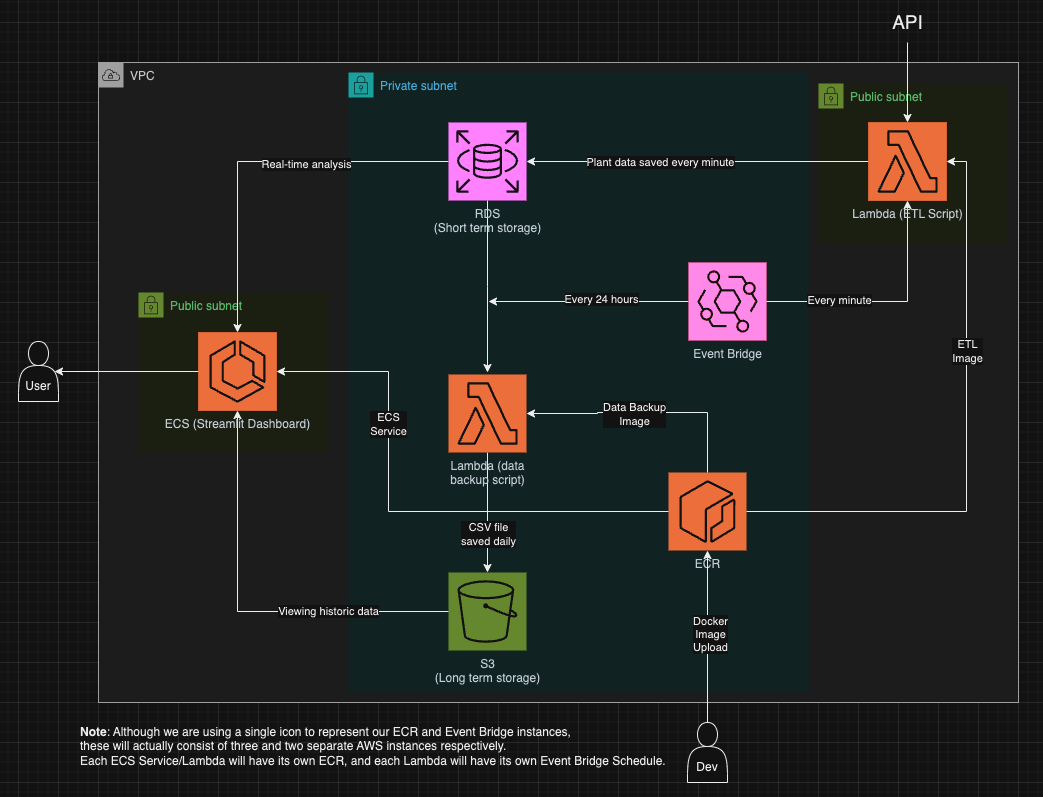 API
VPC
Private subnet
Public subnet
Real-time analysis
Plant data saved every minute
RDS
(Short term storage)
Lambda (ETL Script)
Every 24 hours
Every minute
Public subnet
Event Bridge
ETL
Image
User
ECS (Streamlit Dashboard)
ECS
Service
Data Backup
Image
Lambda (data
backup script)
CSV file
saved daily
ECR
Viewing historic data
Docker
Image
Upload
S3
(Long term storage)
Note: Although we are using a single icon to represent our ECR and Event Bridge instances,
these will actually consist of three and two separate AWS instances respectively.
Each ECS Service/Lambda will have its own ECR, and each Lambda will have its own Event Bridge Schedule.
Dev